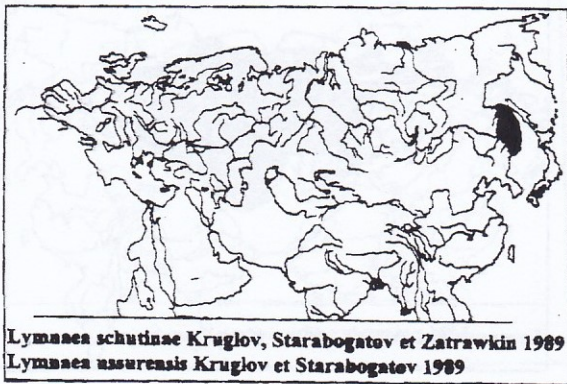 Lymnaea schutinae Kruglov, Starabogatov et Zatrawkin 1989
Lymnaea ussurensis Kruglov et Starabogatov 1989